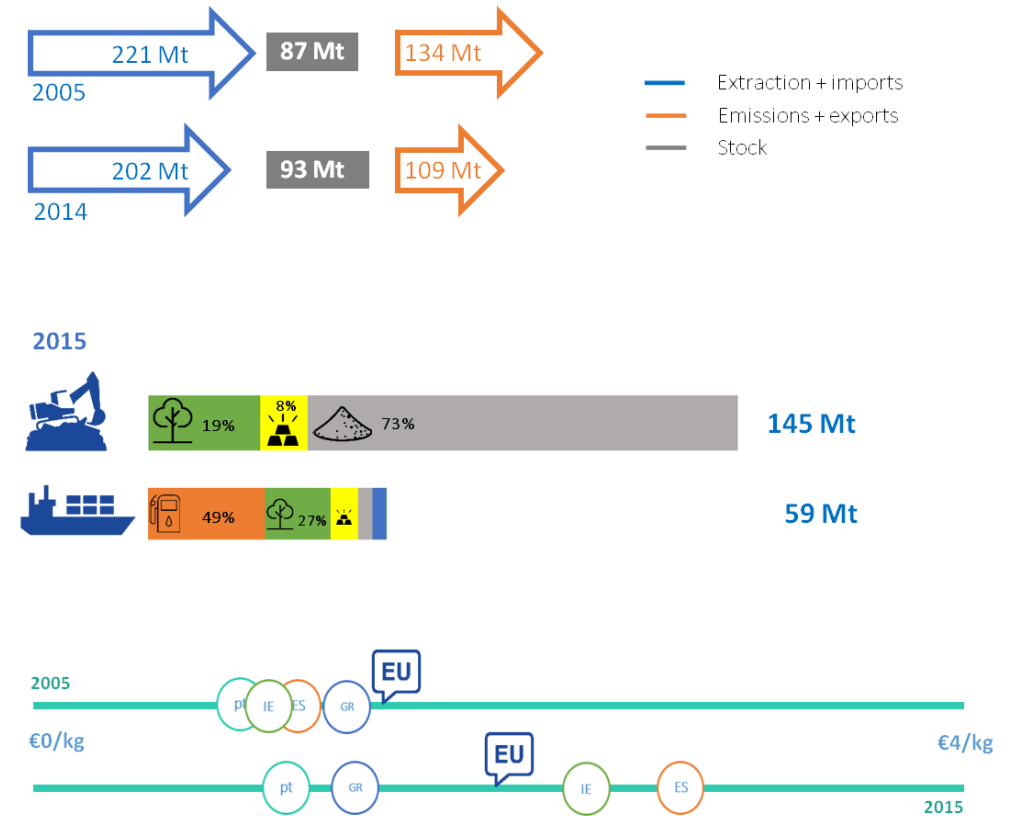 221 Mt
87 Mt
134 Mt
2005
Extraction + imports
Emissions + exports
Stock
202 Mt
93 Mt
109 Mt
2014
2015
19%
8%
73%
145 Mt
49%
27%
59 Mt
2005
pt
IE
ES
GR
EU
€0/kg
€4/kg
EU
pt
GR
IE
ES
2015